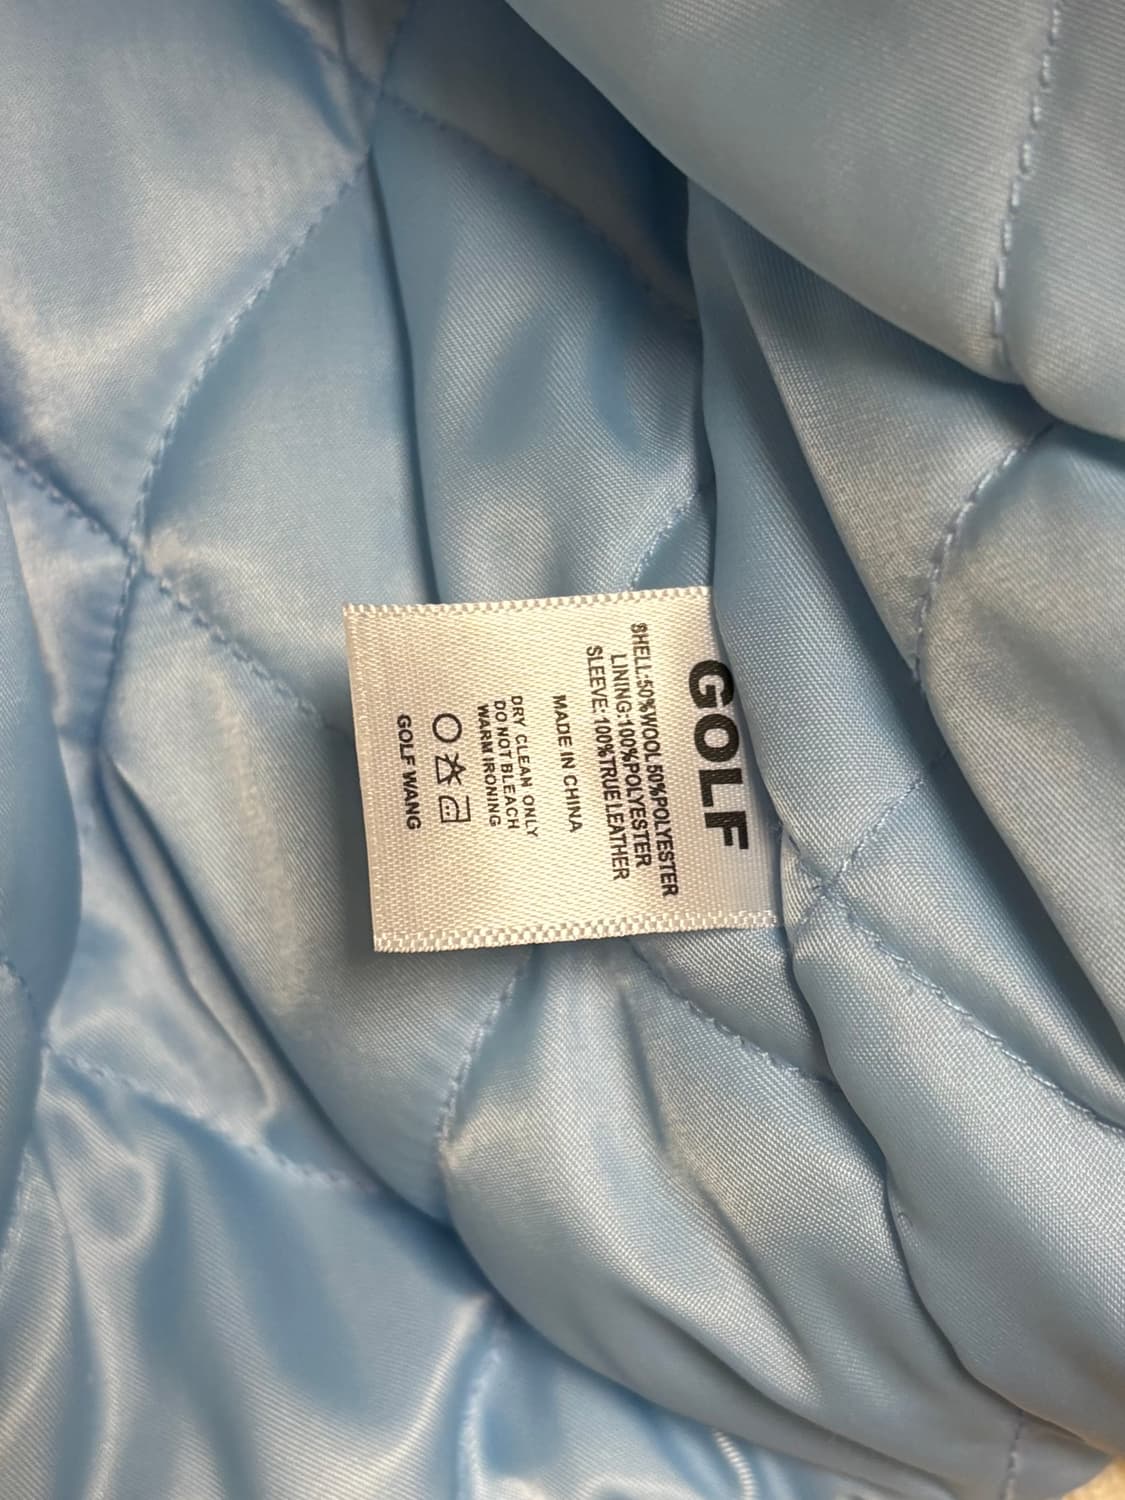 GOLF
SHELL:50%WOOL 50%POLYESTER
LINING:100%POLYESTER
SLEEVE:100%TRUE LEATHER
MADE IN CHINA
DRY CLEAN ONLY
DO NOT BLEACH
WARM IRONING
GOLF WANG